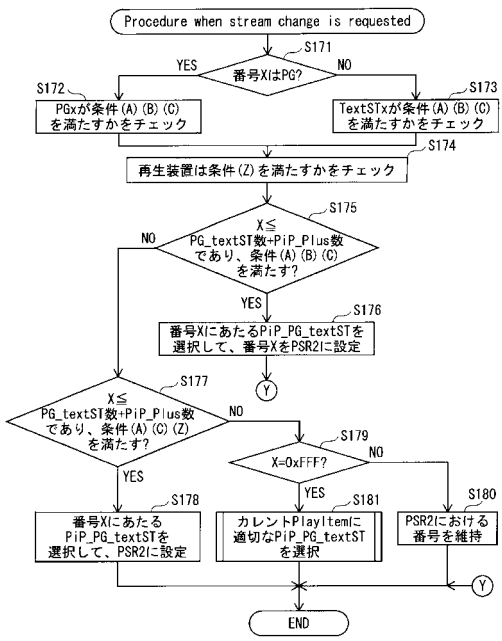 Procedure when stream change is requested
S171
番号XはPG?
YES
NO
S172
PGxが条件(A)(B)(C)
を満たすかをチェック
S173
TextSTxが条件(A)(B)(C)
を満たすかをチェック
S174
再生装置は条件(Z)を満たすかをチェック
S175
X≦
PG_textST数+PiP_Plus数
であり、条件(A)(B)(C)
を満たす?
NO
YES
S176
番号XにあたるPiP_PG_textSTを
選択して、番号XをPSR2に設定
Y
S177
X≦
PG_textST数+PiP_Plus数
であり、条件(A)(C)(Z)
を満たす?
NO
YES
S179
X=0xFFF?
NO
YES
S178
番号Xにあたる
PiP_PG_textSTを
選択して、PSR2に設定
S181
カレントPlayItemに
適切なPiP_PG_textST
を選択
S180
PSR2における
番号を維持
Y
END